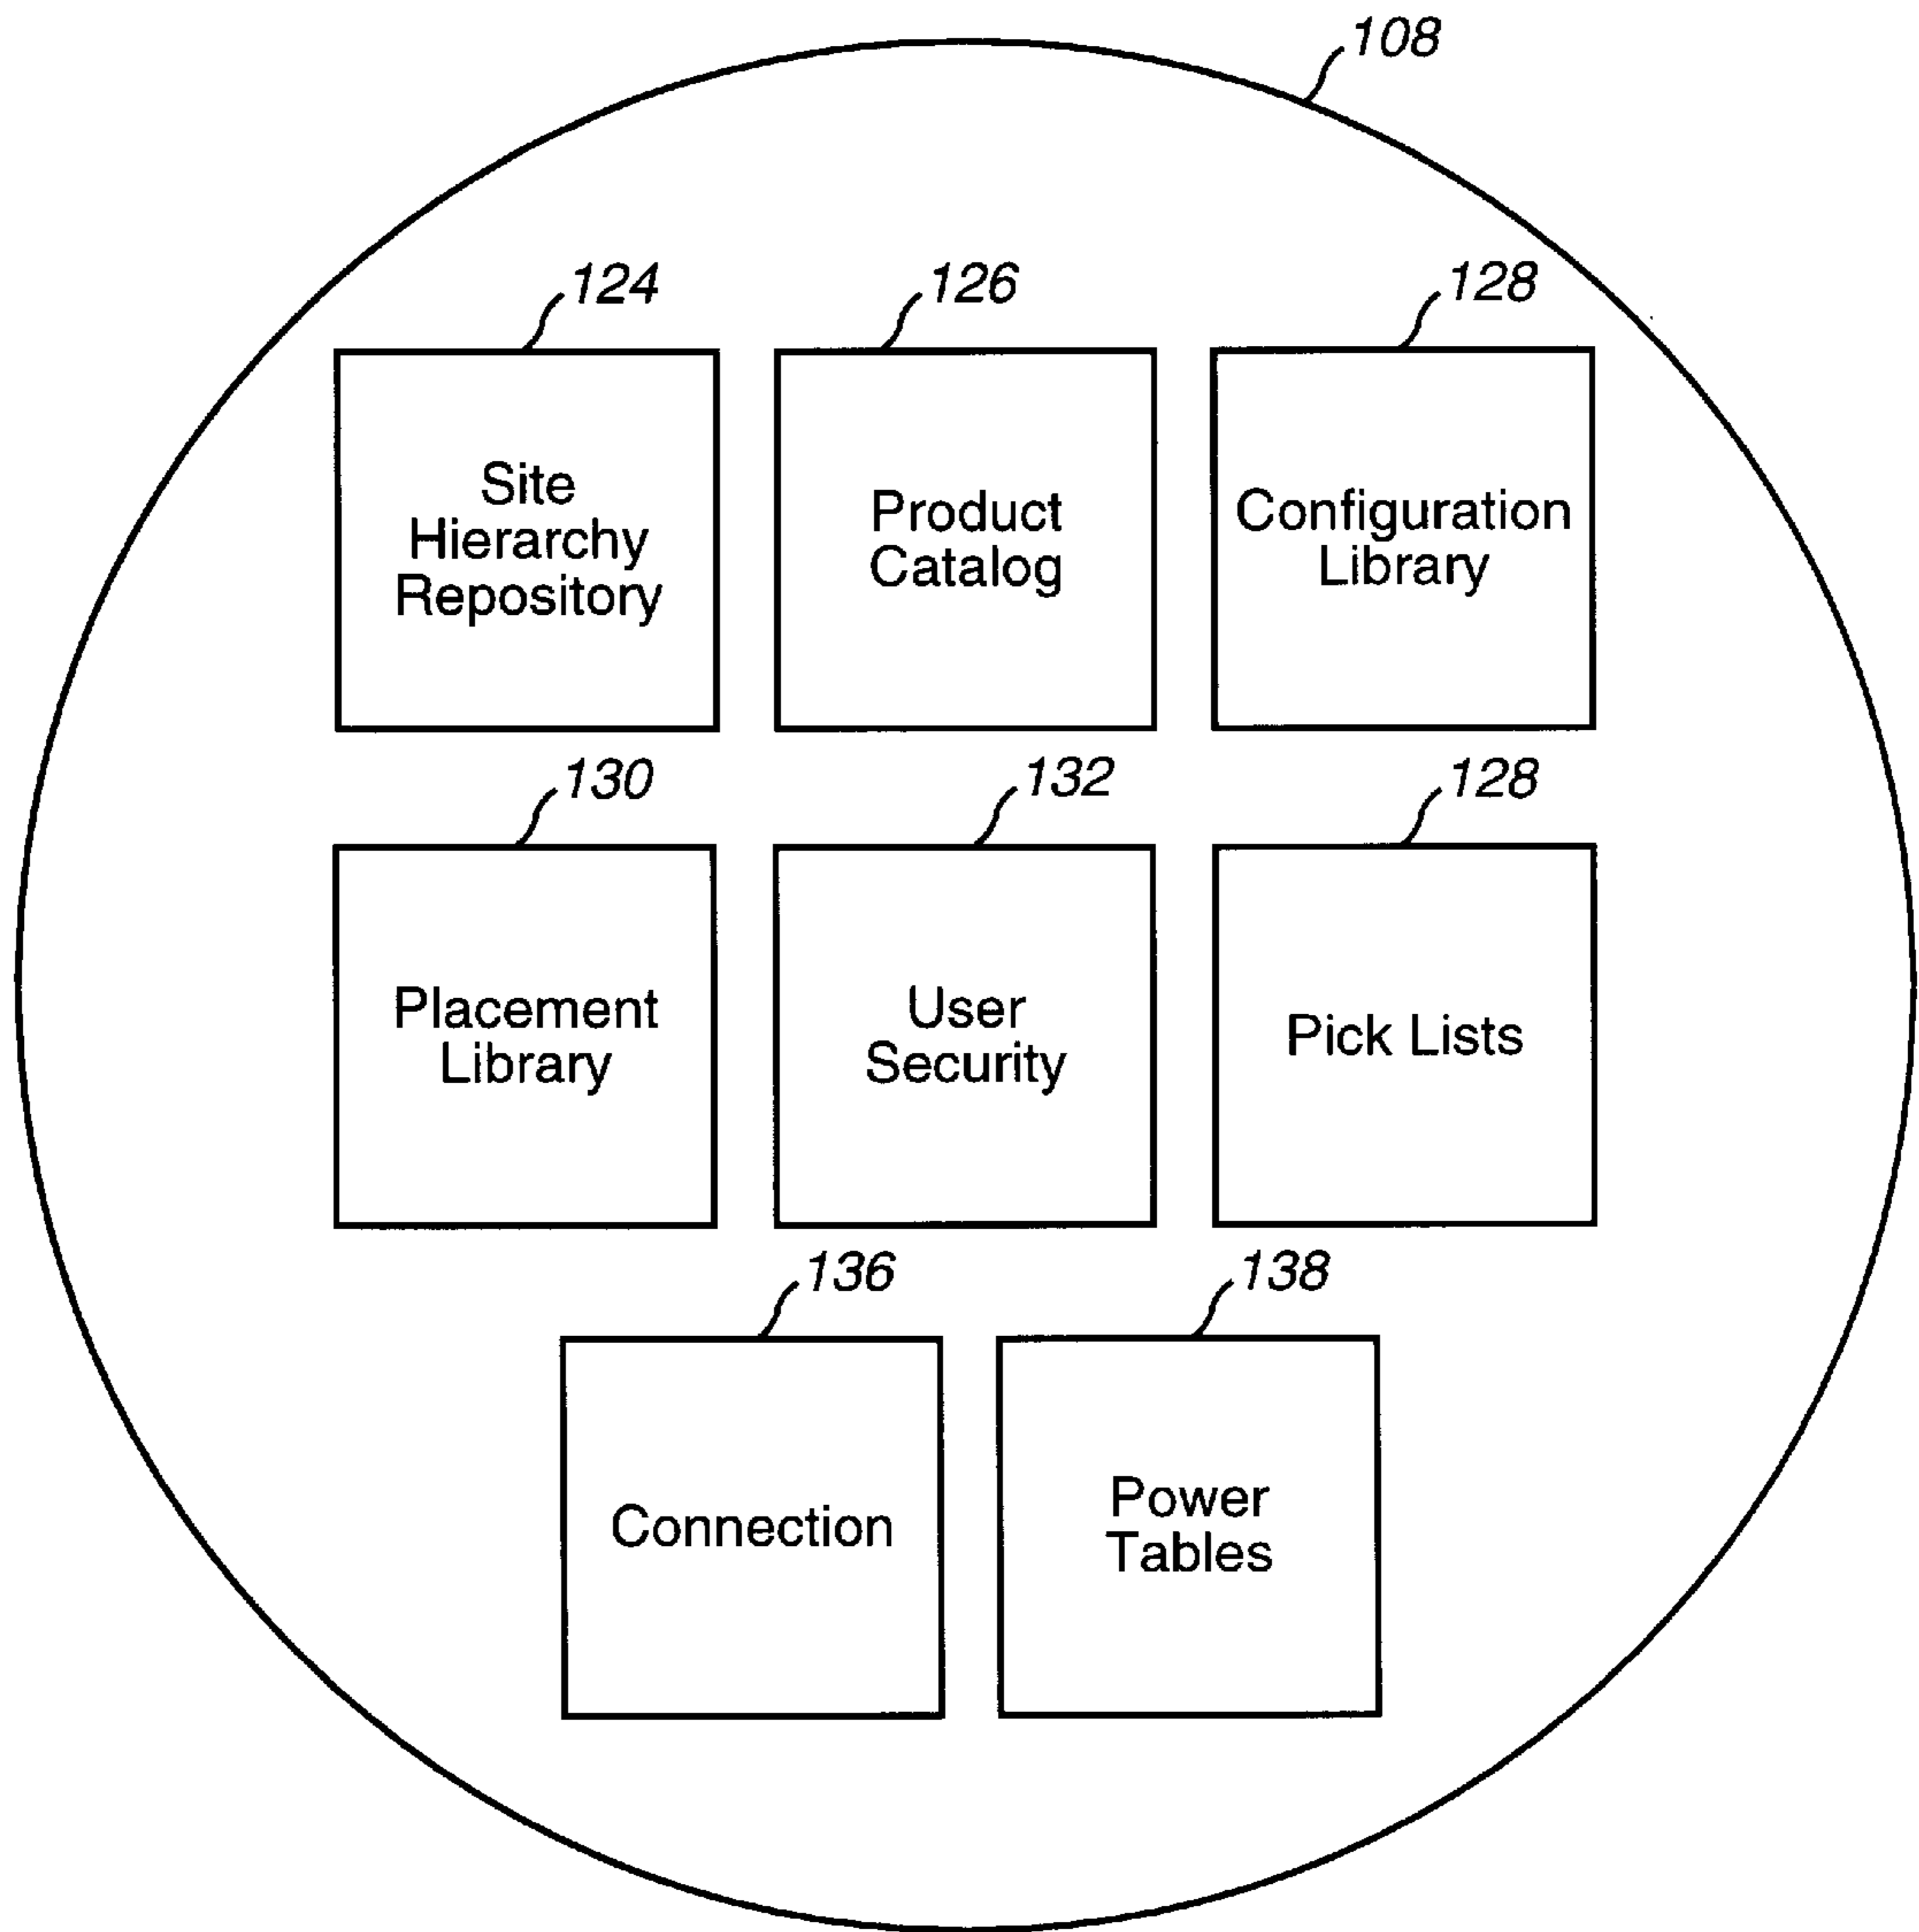 108
124
126
128
Site
Hierarchy
Repository
Product
Catalog
Configuration
Library
130
132
128
Placement
Library
User
Security
Pick Lists
136
138
Connection
Power
Tables